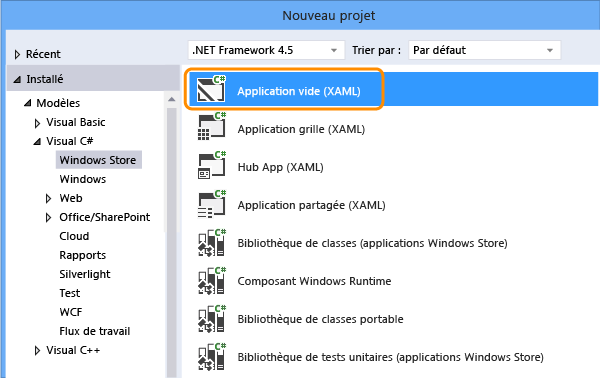 Nouveau projet
Récent
.NET Framework 4.5 Trier par : Par défaut
Installé
Modèles
Visual Basic
Visual C#
Windows Store
Windows
Web
Office/SharePoint
Cloud
Rapports
Silverlight
Test
WCF
Flux de travail
Visual C++
C# Application vide (XAML)
C# Application grille (XAML)
C# Hub App (XAML)
C# Application partagée (XAML)
C# Bibliothèque de classes (applications Windows Store)
C# Composant Windows Runtime
C# Bibliothèque de classes portable
C# Bibliothèque de tests unitaires (applications Windows Store)